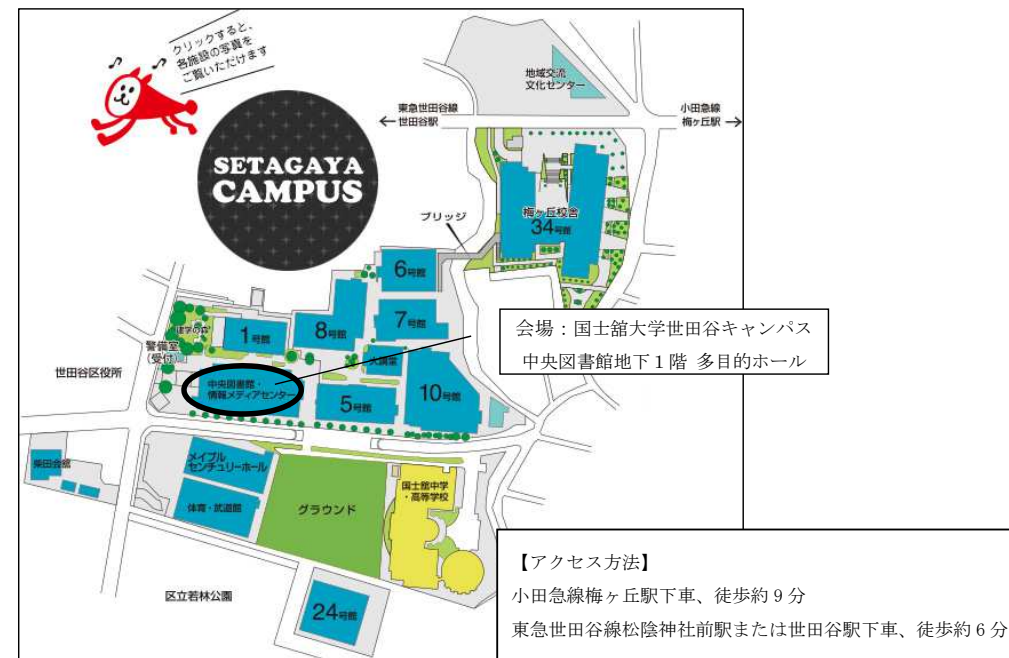 クリックすると、
各施設の写真を
ご覧いただけます
SETAGAYA
CAMPUS
地域交流
文化センター
東急世田谷線
←世田谷駅
小田急線
梅ヶ丘駅→
梅ヶ丘校舎
34号館
ブリッジ
6号館
7号館
8号館
1号館
建学の森
警備室
(受付)
世田谷区役所
大講堂
中央図書館・
情報メディアセンター
5号館
10号館
会場：国士舘大学世田谷キャンパス
中央図書館地下1階 多目的ホール
柴田会館
メイプル
センチュリーホール
体育・武道館
グラウンド
国士舘中学
・高等学校
区立若林公園
24号館
【アクセス方法】
小田急線梅ヶ丘駅下車、徒歩約9分
東急世田谷線松陰神社前駅または世田谷駅下車、徒歩約6分